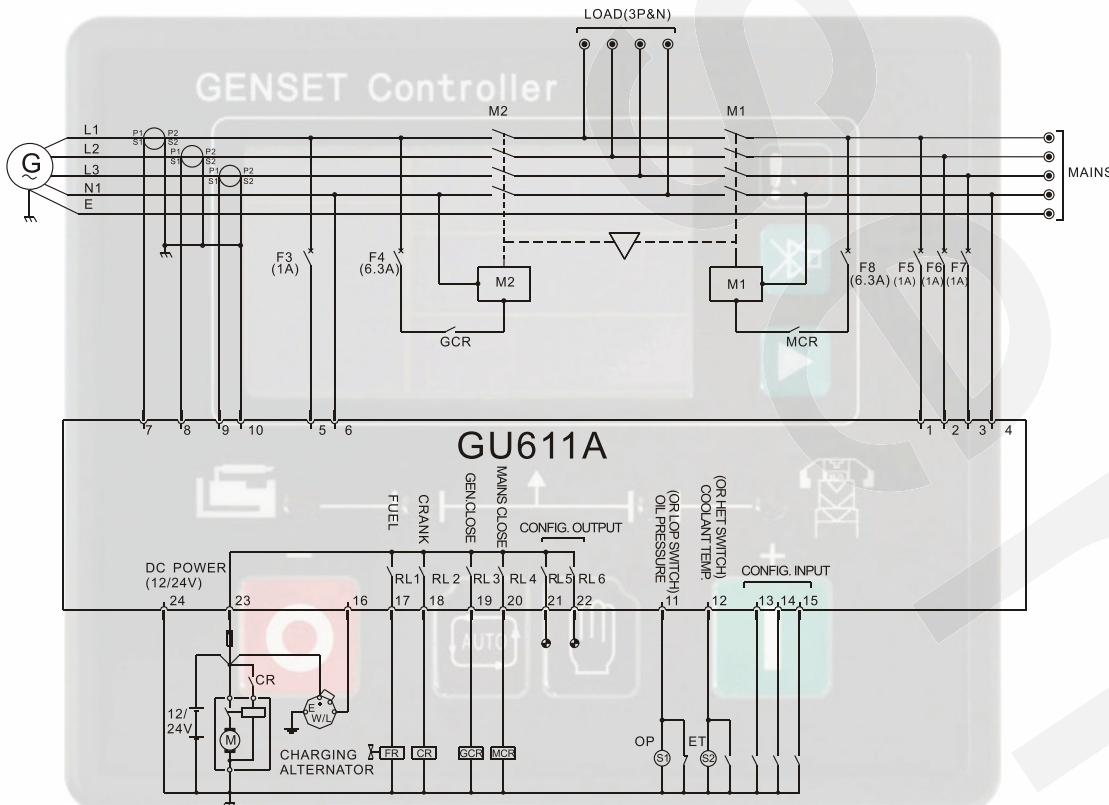 LOAD(3P&N)
GENSET Controller
M2
M1
L1
L2
L3
N1
E
G
P1 P2
S1 S2
P1 P2
S1 S2
P1 P2
S1 S2
MAINS
F3
(1A)
F4
(6.3A)
M2
M1
F8
(6.3A)
F5
(1A)
F6
(1A)
F7
(1A)
GCR
MCR
7 8 9 10 5 6 1 2 3 4
GU611A
FUEL
CRANK
GEN.CLOSE
MAINS CLOSE
CONFIG. OUTPUT
(OR LOP SWITCH)
OIL PRESSURE
(OR HET SWITCH)
COOLANT TEMP.
CONFIG. INPUT
DC POWER
(12/24V)
RL1 RL 2 RL 3 RL 4 RL5 RL 6
24 23 16 17 18 19 20 21 22 11 12 13 14 15
AUTO
CR
12/
24V
M
E
W/L
CHARGING
ALTERNATOR
FR
CR
GCR
MCR
OP
S1
ET
S2